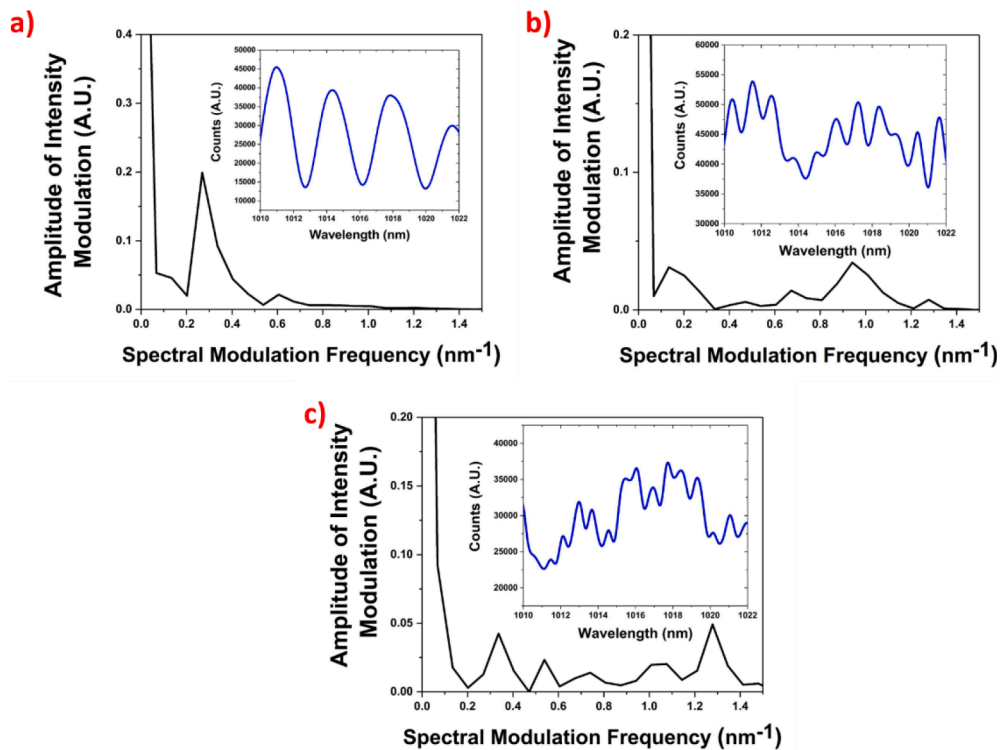 a)
Amplitude of Intensity
Modulation (A.U.)
0.4
0.3
0.2
0.1
0.0
0.0 0.2 0.4 0.6 0.8 1.0 1.2 1.4
Spectral Modulation Frequency (nm-1)
Counts (A.U.)
50000
45000
40000
35000
30000
25000
20000
15000
10000
1010 1012 1014 1016 1018 1020 1022
Wavelength (nm)
b)
Amplitude of Intensity
Modulation (A.U.)
0.2
0.1
0.0
0.0 0.2 0.4 0.6 0.8 1.0 1.2 1.4
Spectral Modulation Frequency (nm-1)
Counts (A.U.)
60000
55000
50000
45000
40000
35000
30000
1010 1012 1014 1016 1018 1020 1022
Wavelength (nm)
c)
Amplitude of Intensity
Modulation (A.U.)
0.20
0.15
0.10
0.05
0.00
0.0 0.2 0.4 0.6 0.8 1.0 1.2 1.4
Spectral Modulation Frequency (nm-1)
Counts (A.U.)
40000
35000
30000
25000
20000
1010 1012 1014 1016 1018 1020 1022
Wavelength (nm)